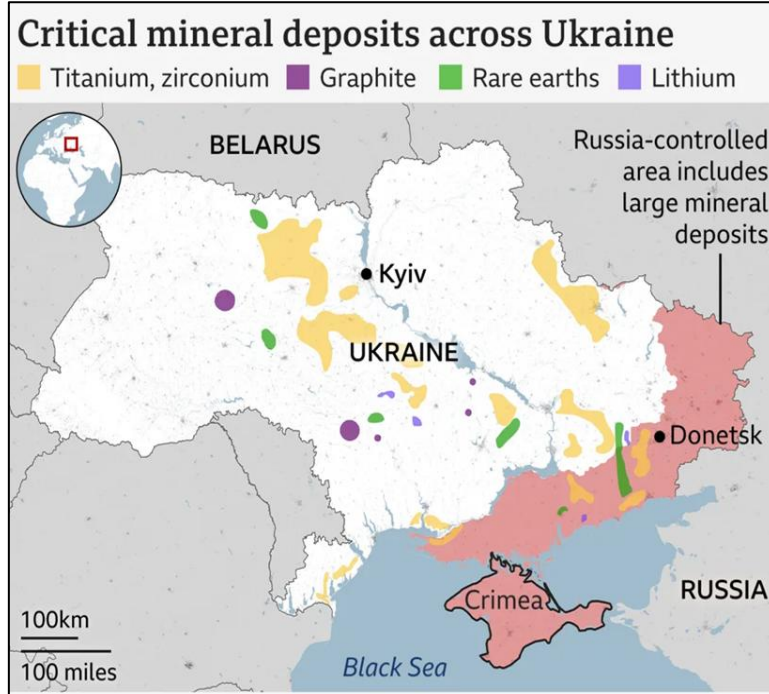 Critical mineral deposits across Ukraine
Titanium, zirconium Graphite Rare earths Lithium
BELARUS
Russia-controlled
area includes
large mineral
deposits
Kyiv
UKRAINE
Donetsk
Crimea
RUSSIA
100km
100 miles
Black Sea